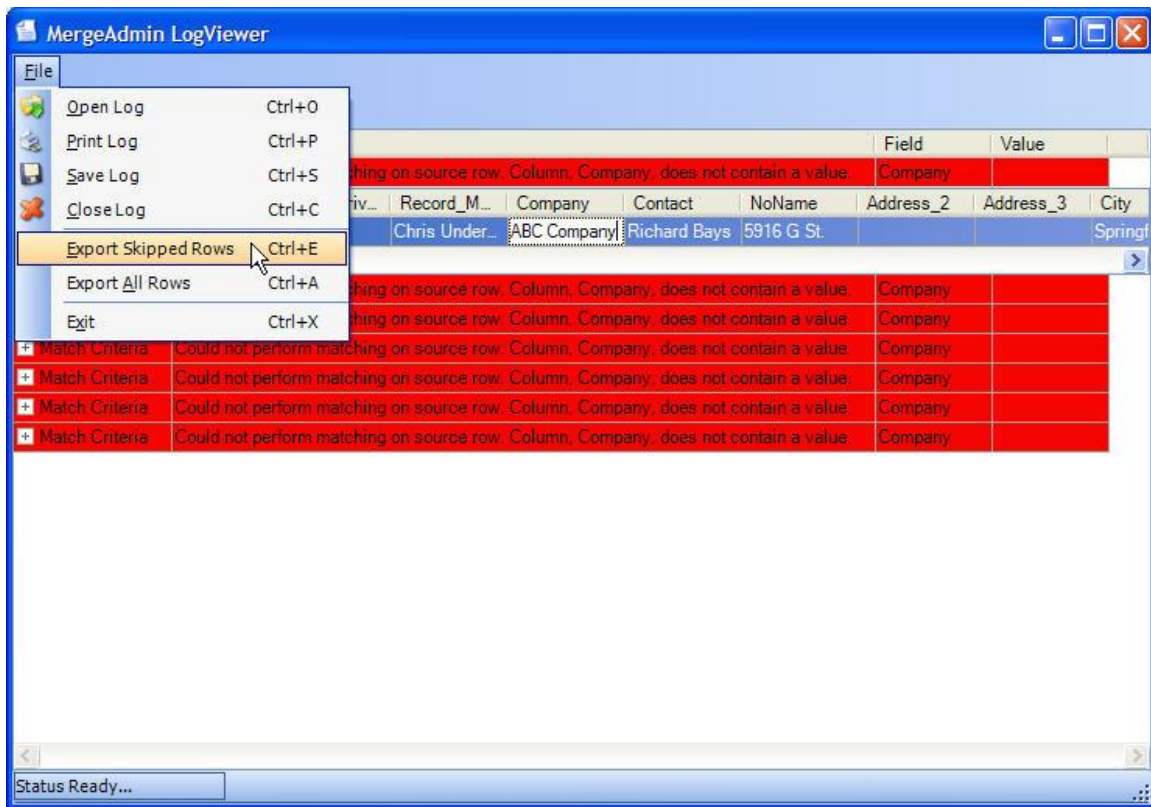 MergeAdmin LogViewer
File
Open Log Ctrl+O
Print Log Ctrl+P
Save Log Ctrl+S
Close Log Ctrl+C
Export Skipped Rows Ctrl+E
Export All Rows Ctrl+A
Exit Ctrl+X
Field Value
hing on source row. Column, Company, does not contain a value. Company
riv... Record_M... Company Contact NoName Address_2 Address_3 City
Chris Under... ABC Company Richard Bays 5916 G St. Springf
hing on source row. Column, Company, does not contain a value. Company
hing on source row. Column, Company, does not contain a value. Company
Match Criteria Could not perform matching on source row. Column, Company, does not contain a value. Company
Match Criteria Could not perform matching on source row. Column, Company, does not contain a value. Company
Match Criteria Could not perform matching on source row. Column, Company, does not contain a value. Company
Match Criteria Could not perform matching on source row. Column, Company, does not contain a value. Company
Status Ready...